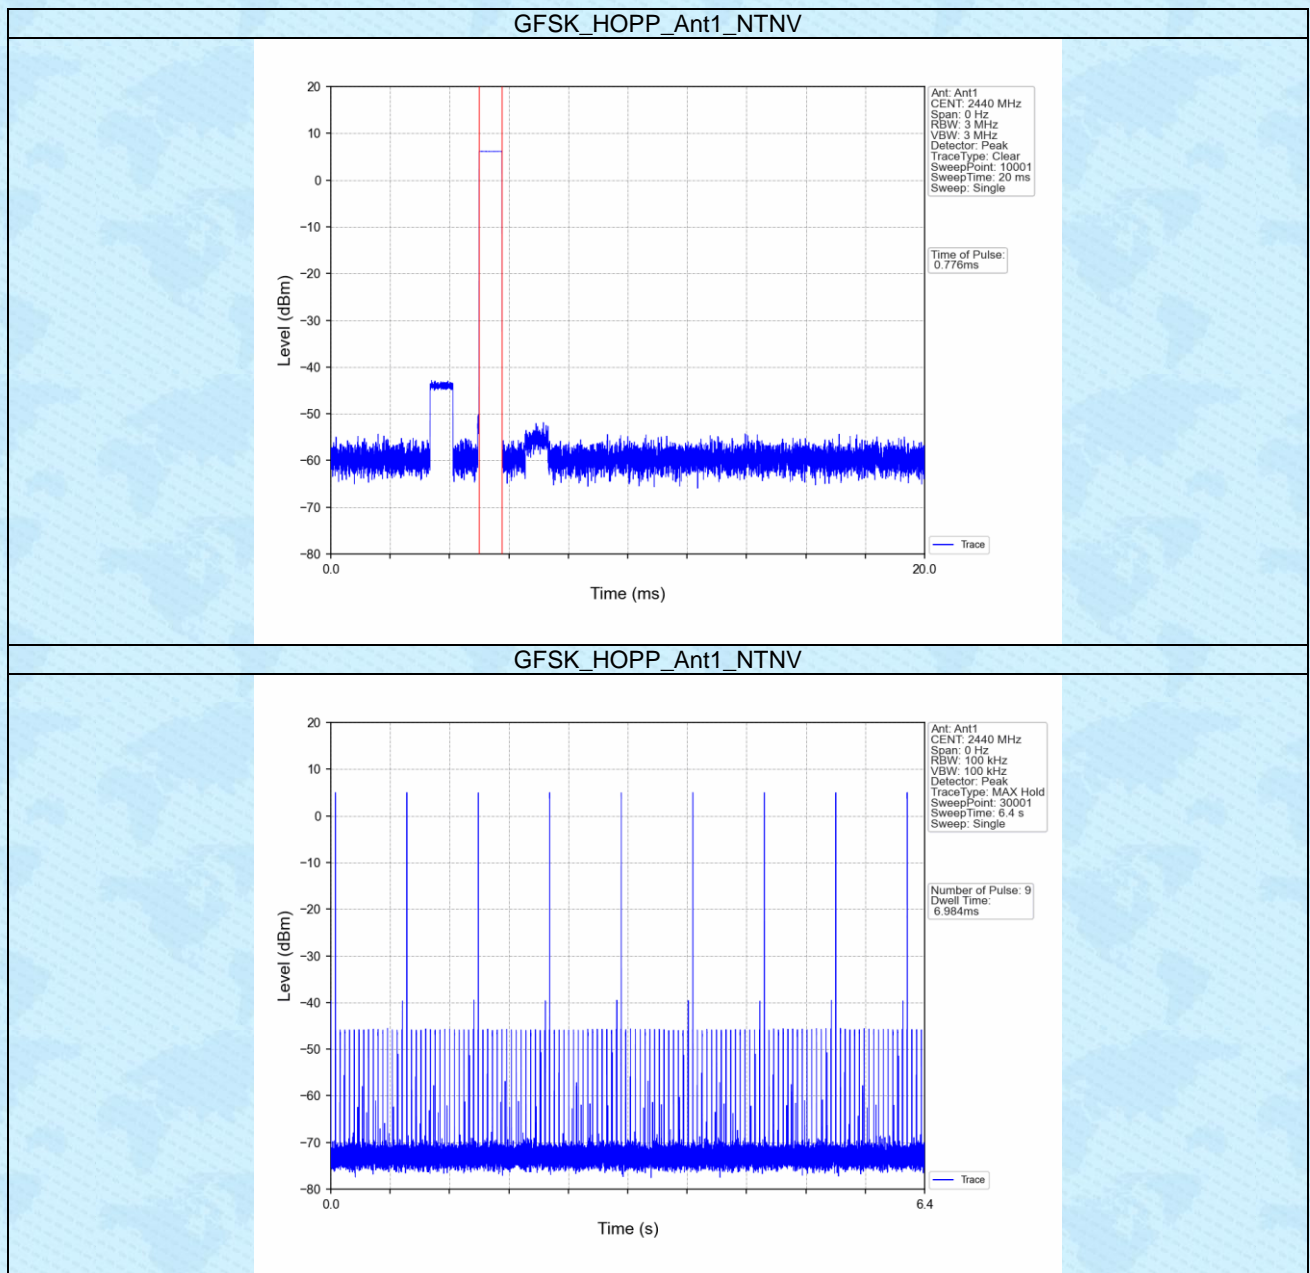 GFSK_HOPP_Ant1_NTNV
20
10
0
−10
−20
−30
−40
−50
−60
−70
−80
Level (dBm)
0.0
20.0
Time (ms)
Ant: Ant1
CENT: 2440 MHz
Span: 0 Hz
RBW: 3 MHz
VBW: 3 MHz
Detector: Peak
TraceType: Clear
SweepPoint: 10001
SweepTime: 20 ms
Sweep: Single
Time of Pulse:
0.776ms
Trace
GFSK_HOPP_Ant1_NTNV
20
10
0
−10
−20
−30
−40
−50
−60
−70
−80
Level (dBm)
0.0
6.4
Time (s)
Ant: Ant1
CENT: 2440 MHz
Span: 0 Hz
RBW: 100 kHz
VBW: 100 kHz
Detector: Peak
TraceType: MAX Hold
SweepPoint: 30001
SweepTime: 6.4 s
Sweep: Single
Number of Pulse: 9
Dwell Time:
6.984ms
Trace